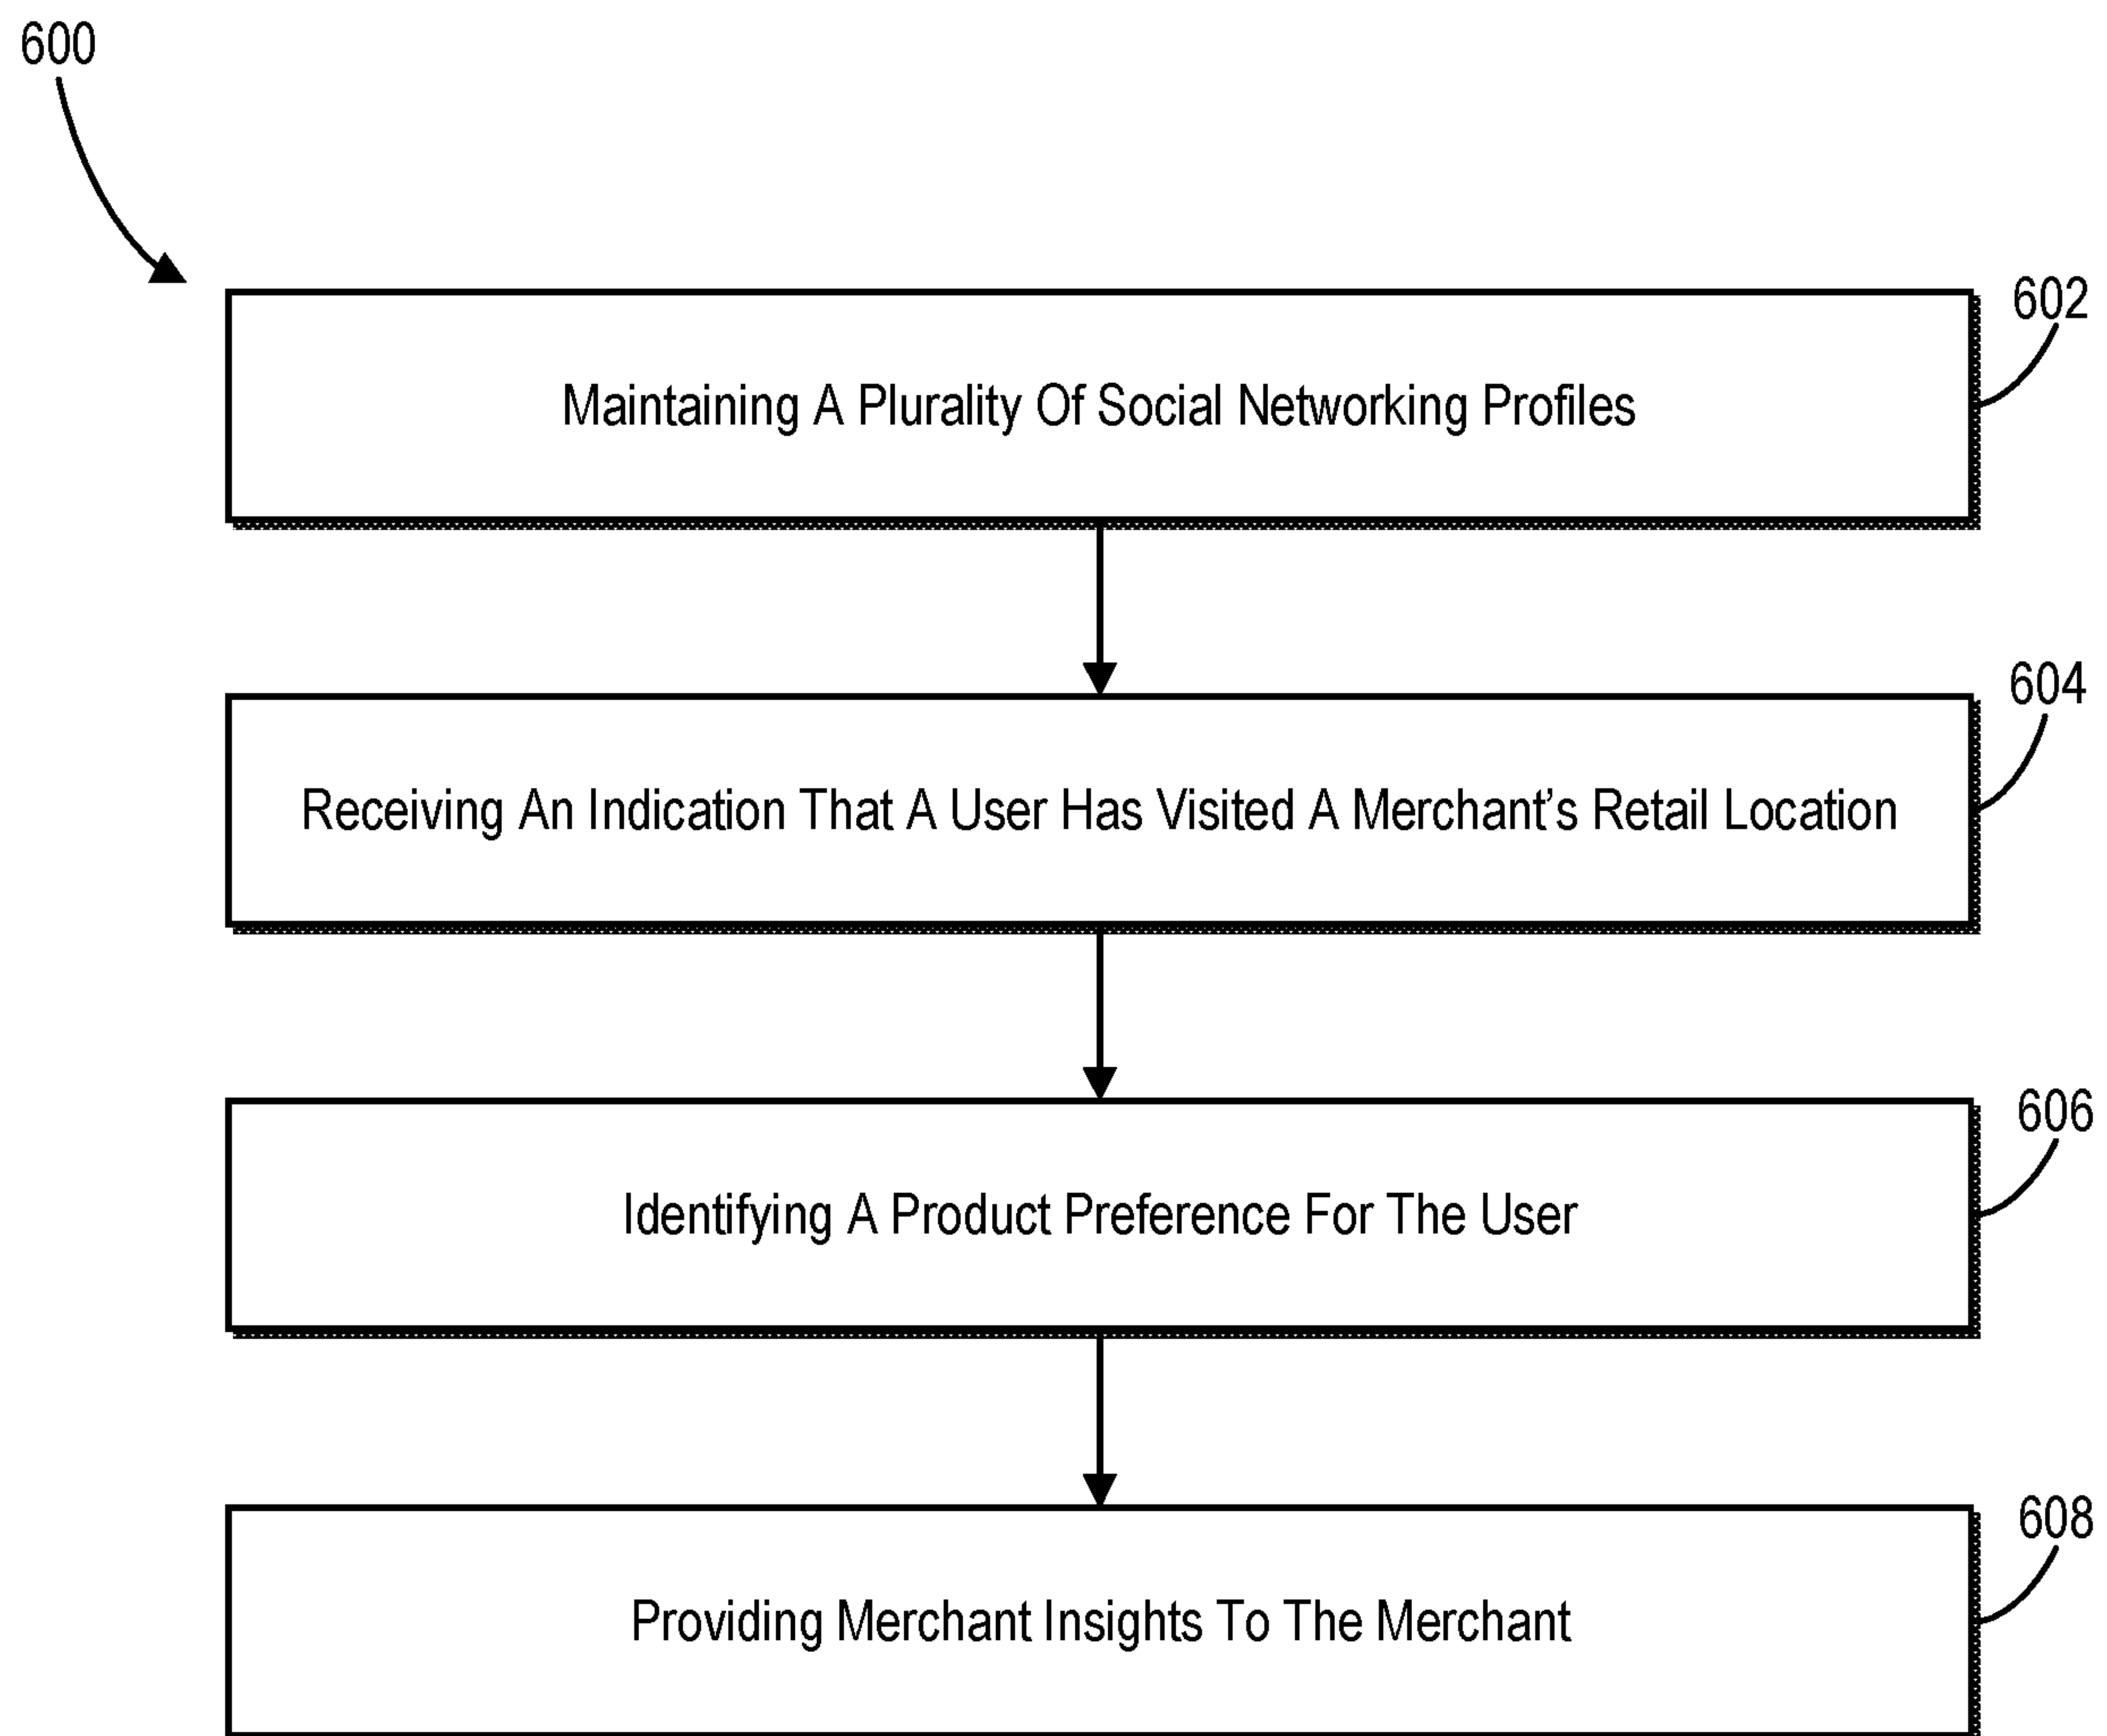 600
602
Maintaining A Plurality Of Social Networking Profiles
604
Receiving An Indication That A User Has Visited A Merchant's Retail Location
606
Identifying A Product Preference For The User
608
Providing Merchant Insights To The Merchant